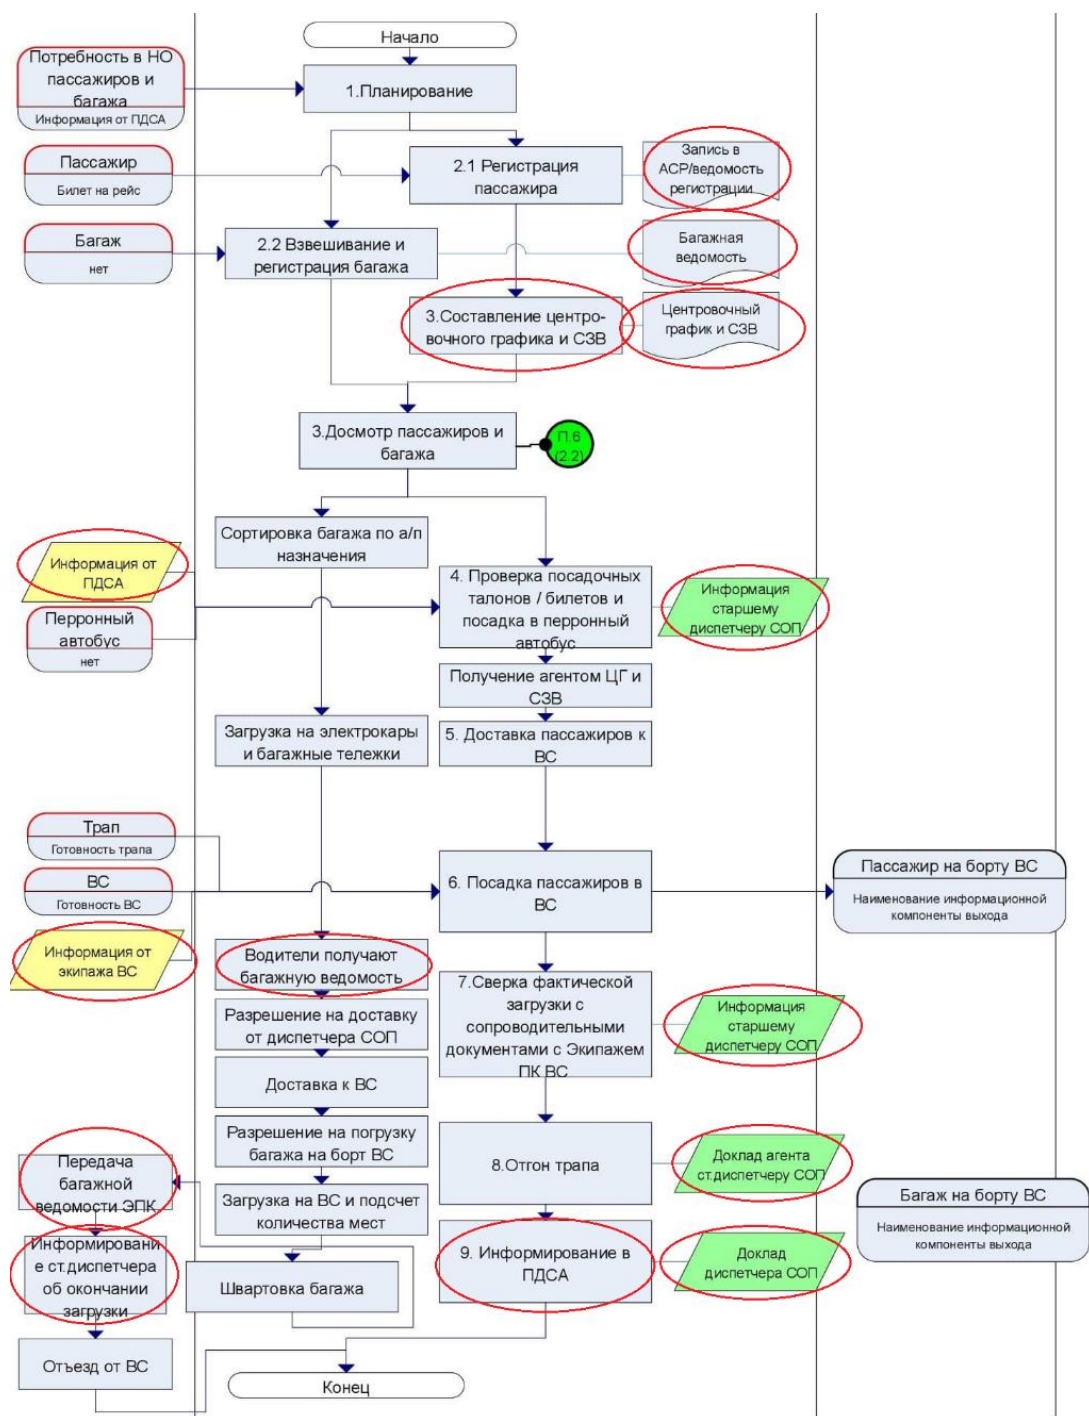 Начало
Потребность в НО
пассажиров и
багажа
Информация от ПДСА
1.Планирование
Пассажир
Билет на рейс
2.1 Регистрация
пассажира
Запись в
АСР/ведомость
регистрации
Багаж
нет
2.2 Взвешивание и
регистрация багажа
Багажная
ведомость
3.Составление центро-
вочного графика и СЗВ
Центровочный
график и СЗВ
3.Досмотр пассажиров и
багажа
П.6
(2.2)
Сортировка багажа по а/п
назначения
Информация от
ПДСА
4. Проверка посадочных
талонов / билетов и
посадка в перронный
автобус
Информация
старшему
диспетчеру СОП
Перронный
автобус
нет
Получение агентом ЦГ и
СЗВ
Загрузка на электрокары
и багажные тележки
5. Доставка пассажиров к
ВС
Трап
Готовность трапа
ВС
Готовность ВС
6. Посадка пассажиров в
ВС
Пассажир на борту ВС
Наименование информационной
компоненты выхода
Информация от
экипажа ВС
Водители получают
багажную ведомость
7.Сверка фактической
загрузки с
сопроводительными
документами с Экипажем
ПК ВС
Информация
старшему
диспетчеру СОП
Разрешение на доставку
от диспетчера СОП
Доставка к ВС
Разрешение на погрузку
багажа на борт ВС
8.Отгон трапа
Доклад агента
ст.диспетчеру СОП
Передача
багажной
ведомости ЭПК
Загрузка на ВС и подсчет
количества мест
Багаж на борту ВС
Наименование информационной
компоненты выхода
Информировани
е ст.диспетчера
об окончании
загрузки
Швартовка багажа
9. Информирование в
ПДСА
Доклад
диспетчера СОП
Отъезд от ВС
Конец